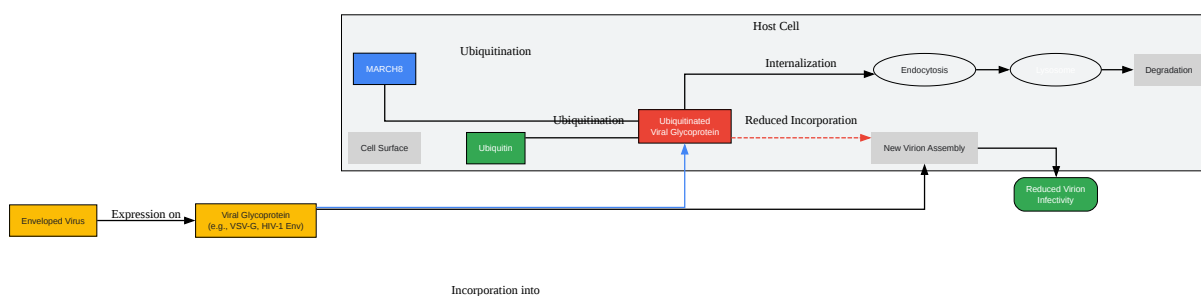 Host Cell
Ubiquitination
MARCH8
Internalization
Endocytosis
Degradation
Ubiquitination
Ubiquitinated
Viral Glycoprotein
Reduced Incorporation
Cell Surface
Ubiquitin
New Virion Assembly
Reduced Virion
Infectivity
Enveloped Virus
Expression on
Viral Glycoprotein
(e.g., VSV-G, HIV-1 Env)
Incorporation into